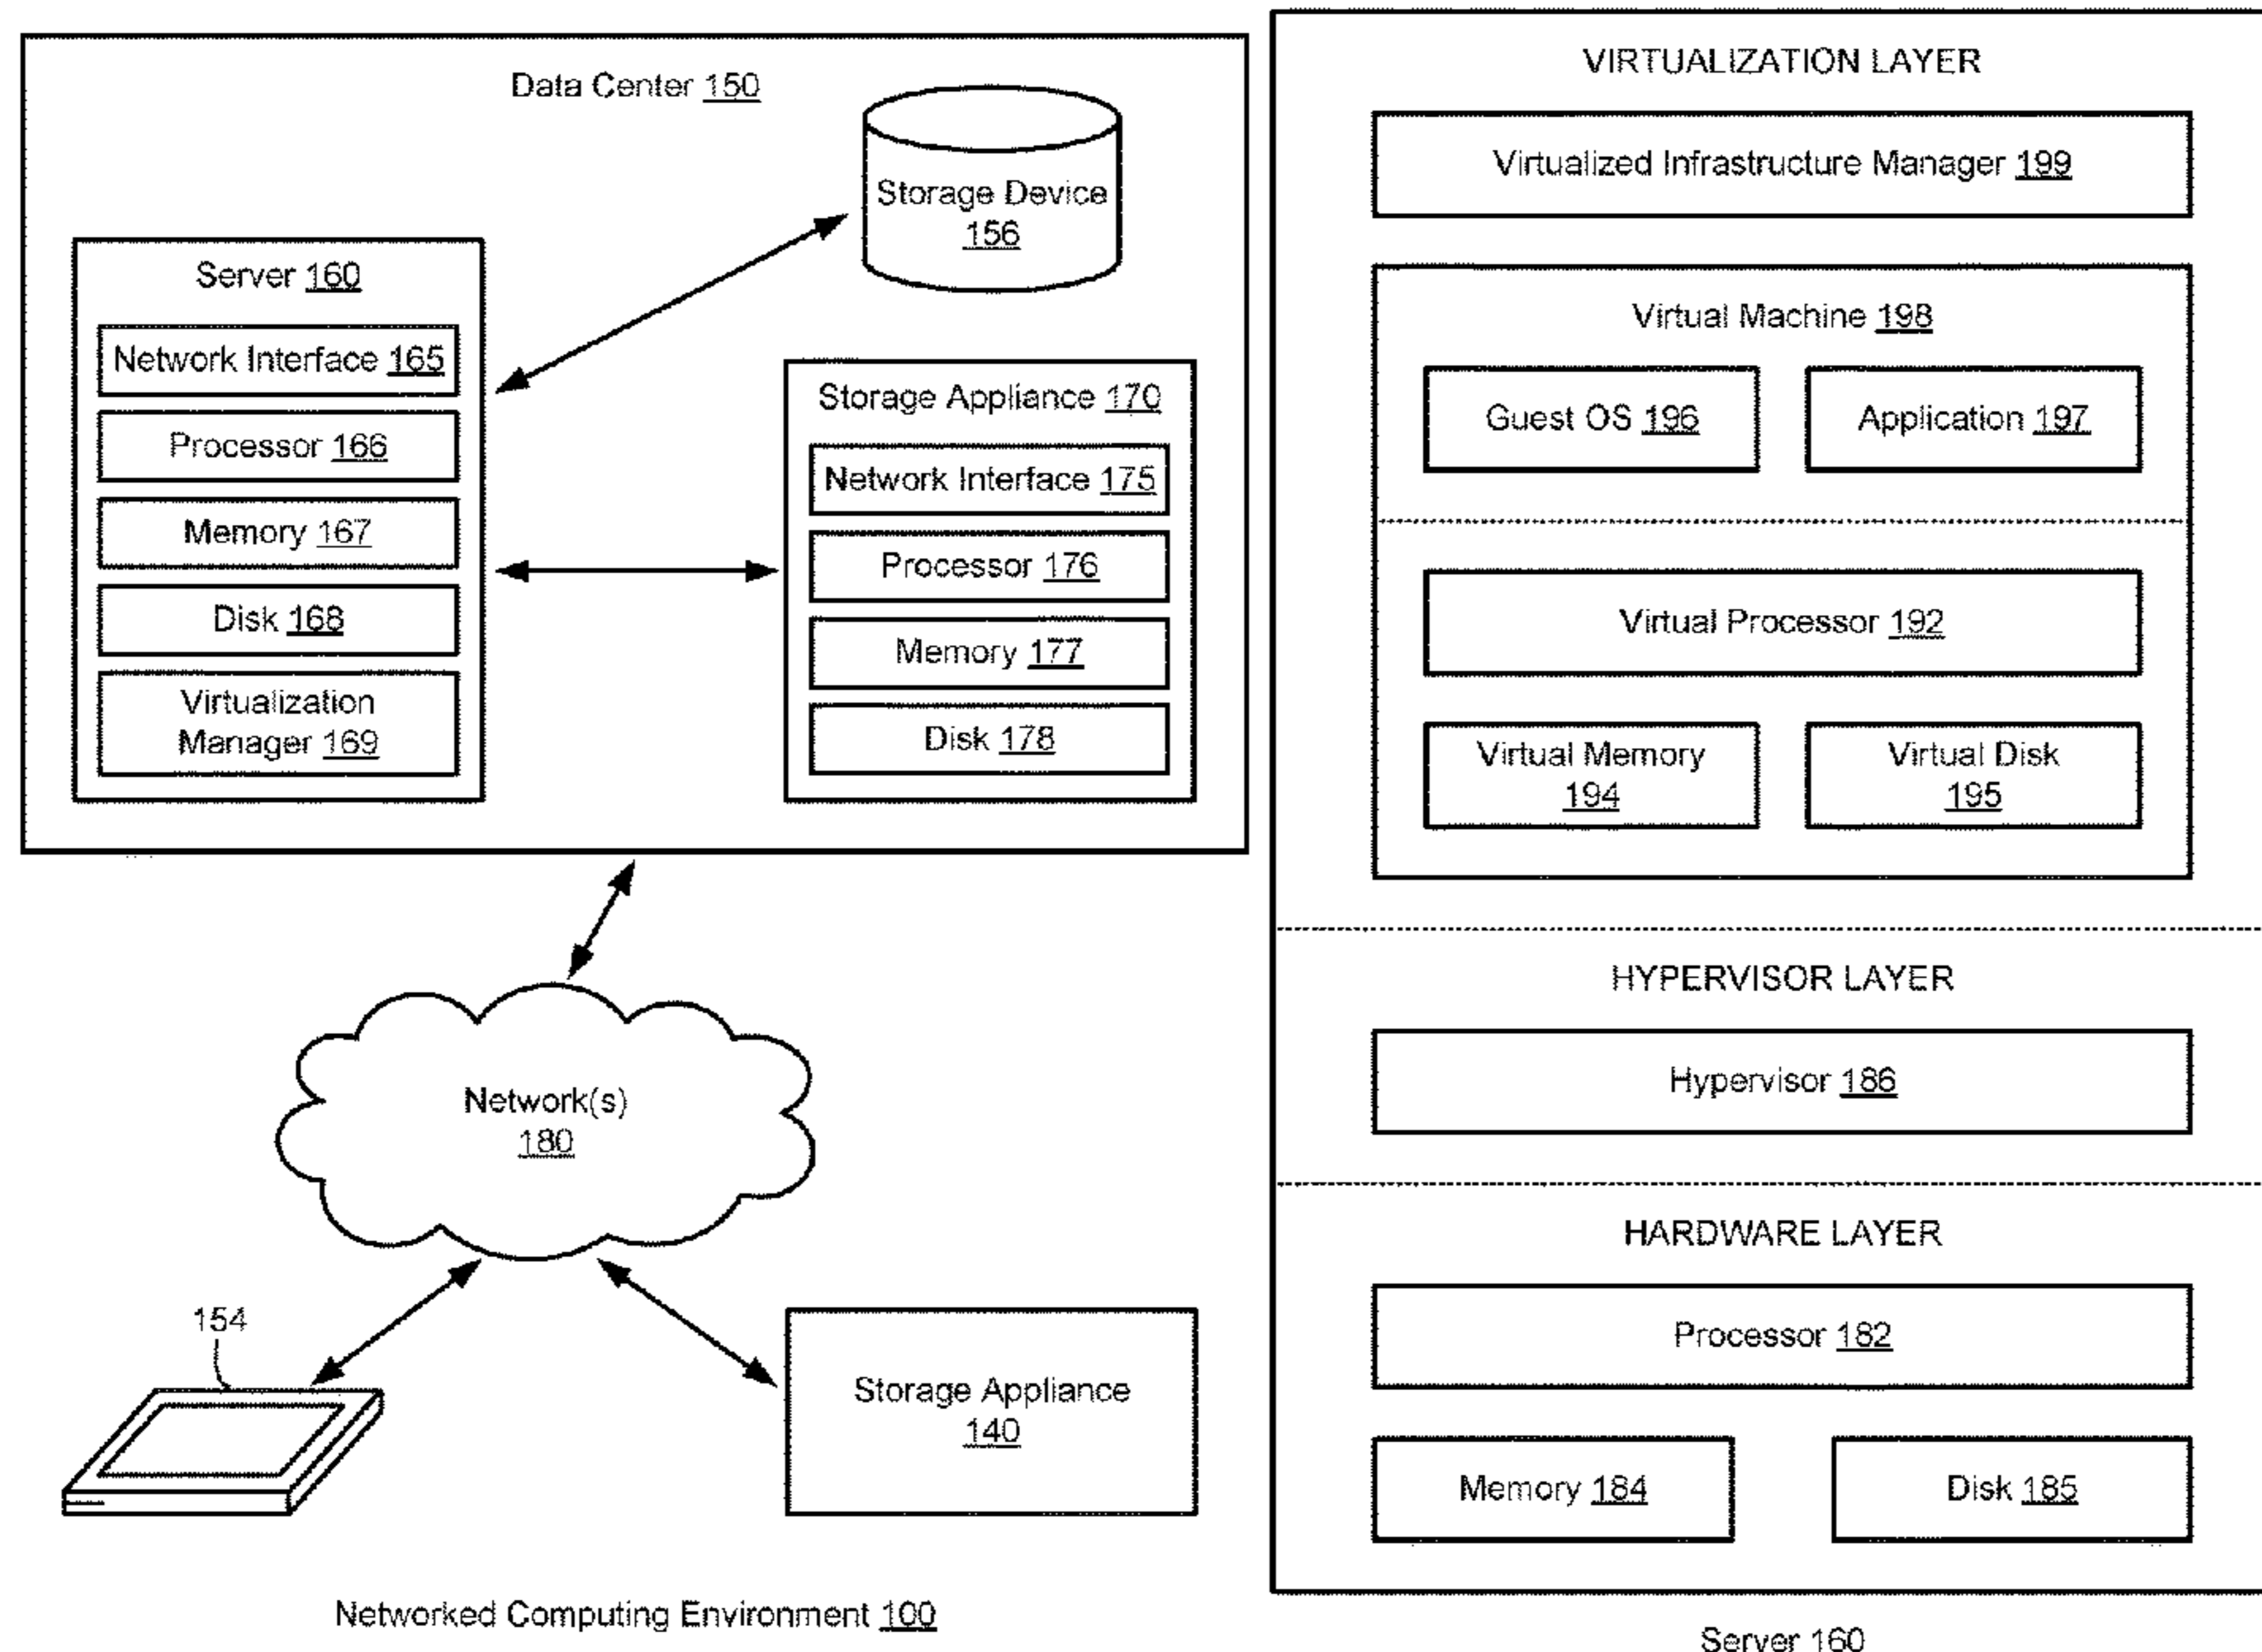 Data Center 150
Storage Device
156
Server 160
Network Interface 165
Processor 166
Memory 167
Disk 168
Virtualization
Manager 169
Storage Appliance 170
Network Interface 175
Processor 176
Memory 177
Disk 178
Network(s)
180
154
Storage Appliance
140
Networked Computing Environment 100
VIRTUALIZATION LAYER
Virtualized Infrastructure Manager 199
Virtual Machine 198
Guest OS 196
Application 197
Virtual Processor 192
Virtual Memory
194
Virtual Disk
195
HYPERVISOR LAYER
Hypervisor 186
HARDWARE LAYER
Processor 182
Memory 184
Disk 185
Server 160